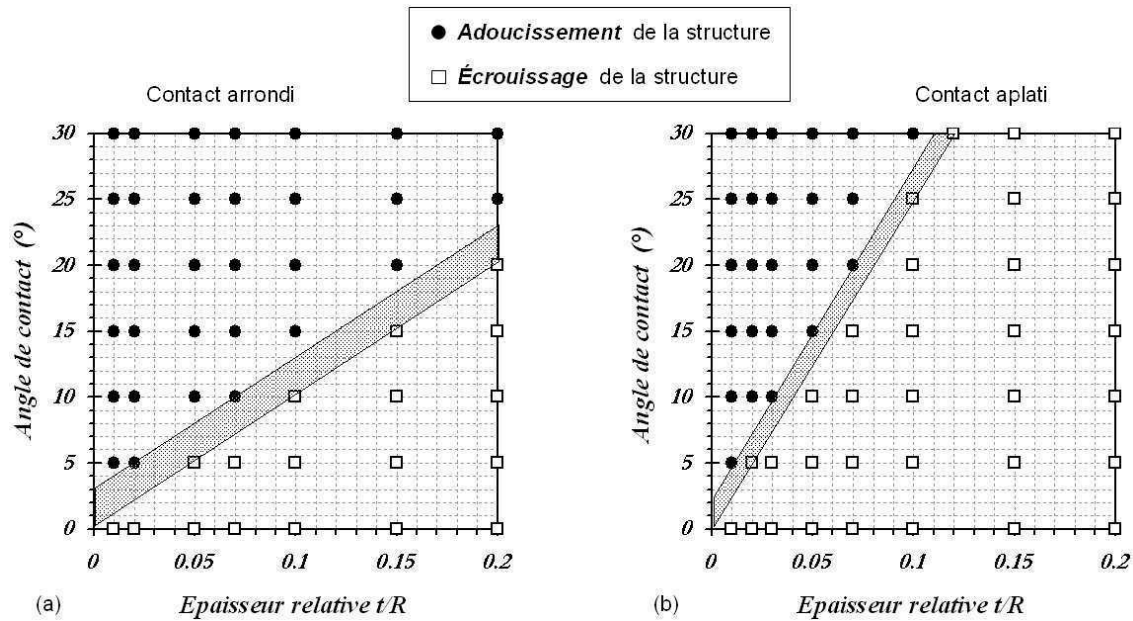 ● Adoucissement de la structure
□ Écrouissage de la structure
Contact arrondi
30
25
20
15
10
5
0
Angle de contact (°)
0 0.05 0.1 0.15 0.2
(a) Epaisseur relative t/R
Contact aplati
30
25
20
15
10
5
0
Angle de contact (°)
0 0.05 0.1 0.15 0.2
(b) Epaisseur relative t/R